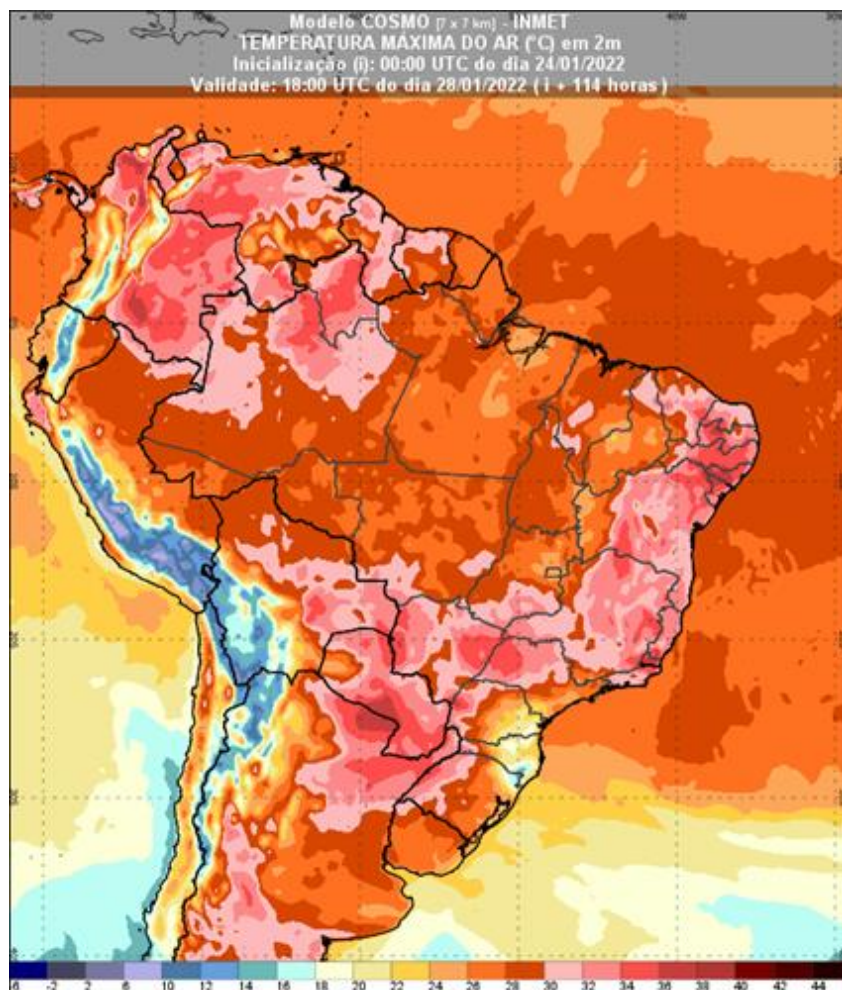 Modelo COSMO [7 x 7 km] - INMET
TEMPERATURA MÁXIMA DO AR (°C) em 2m
Inicialização (i): 00:00 UTC do dia 24/01/2022
Validade: 18:00 UTC do dia 28/01/2022 ( i + 114 horas )
-2 2 6 10 12 14 16 18 20 22 24 26 28 30 32 34 36 38 40 42 44